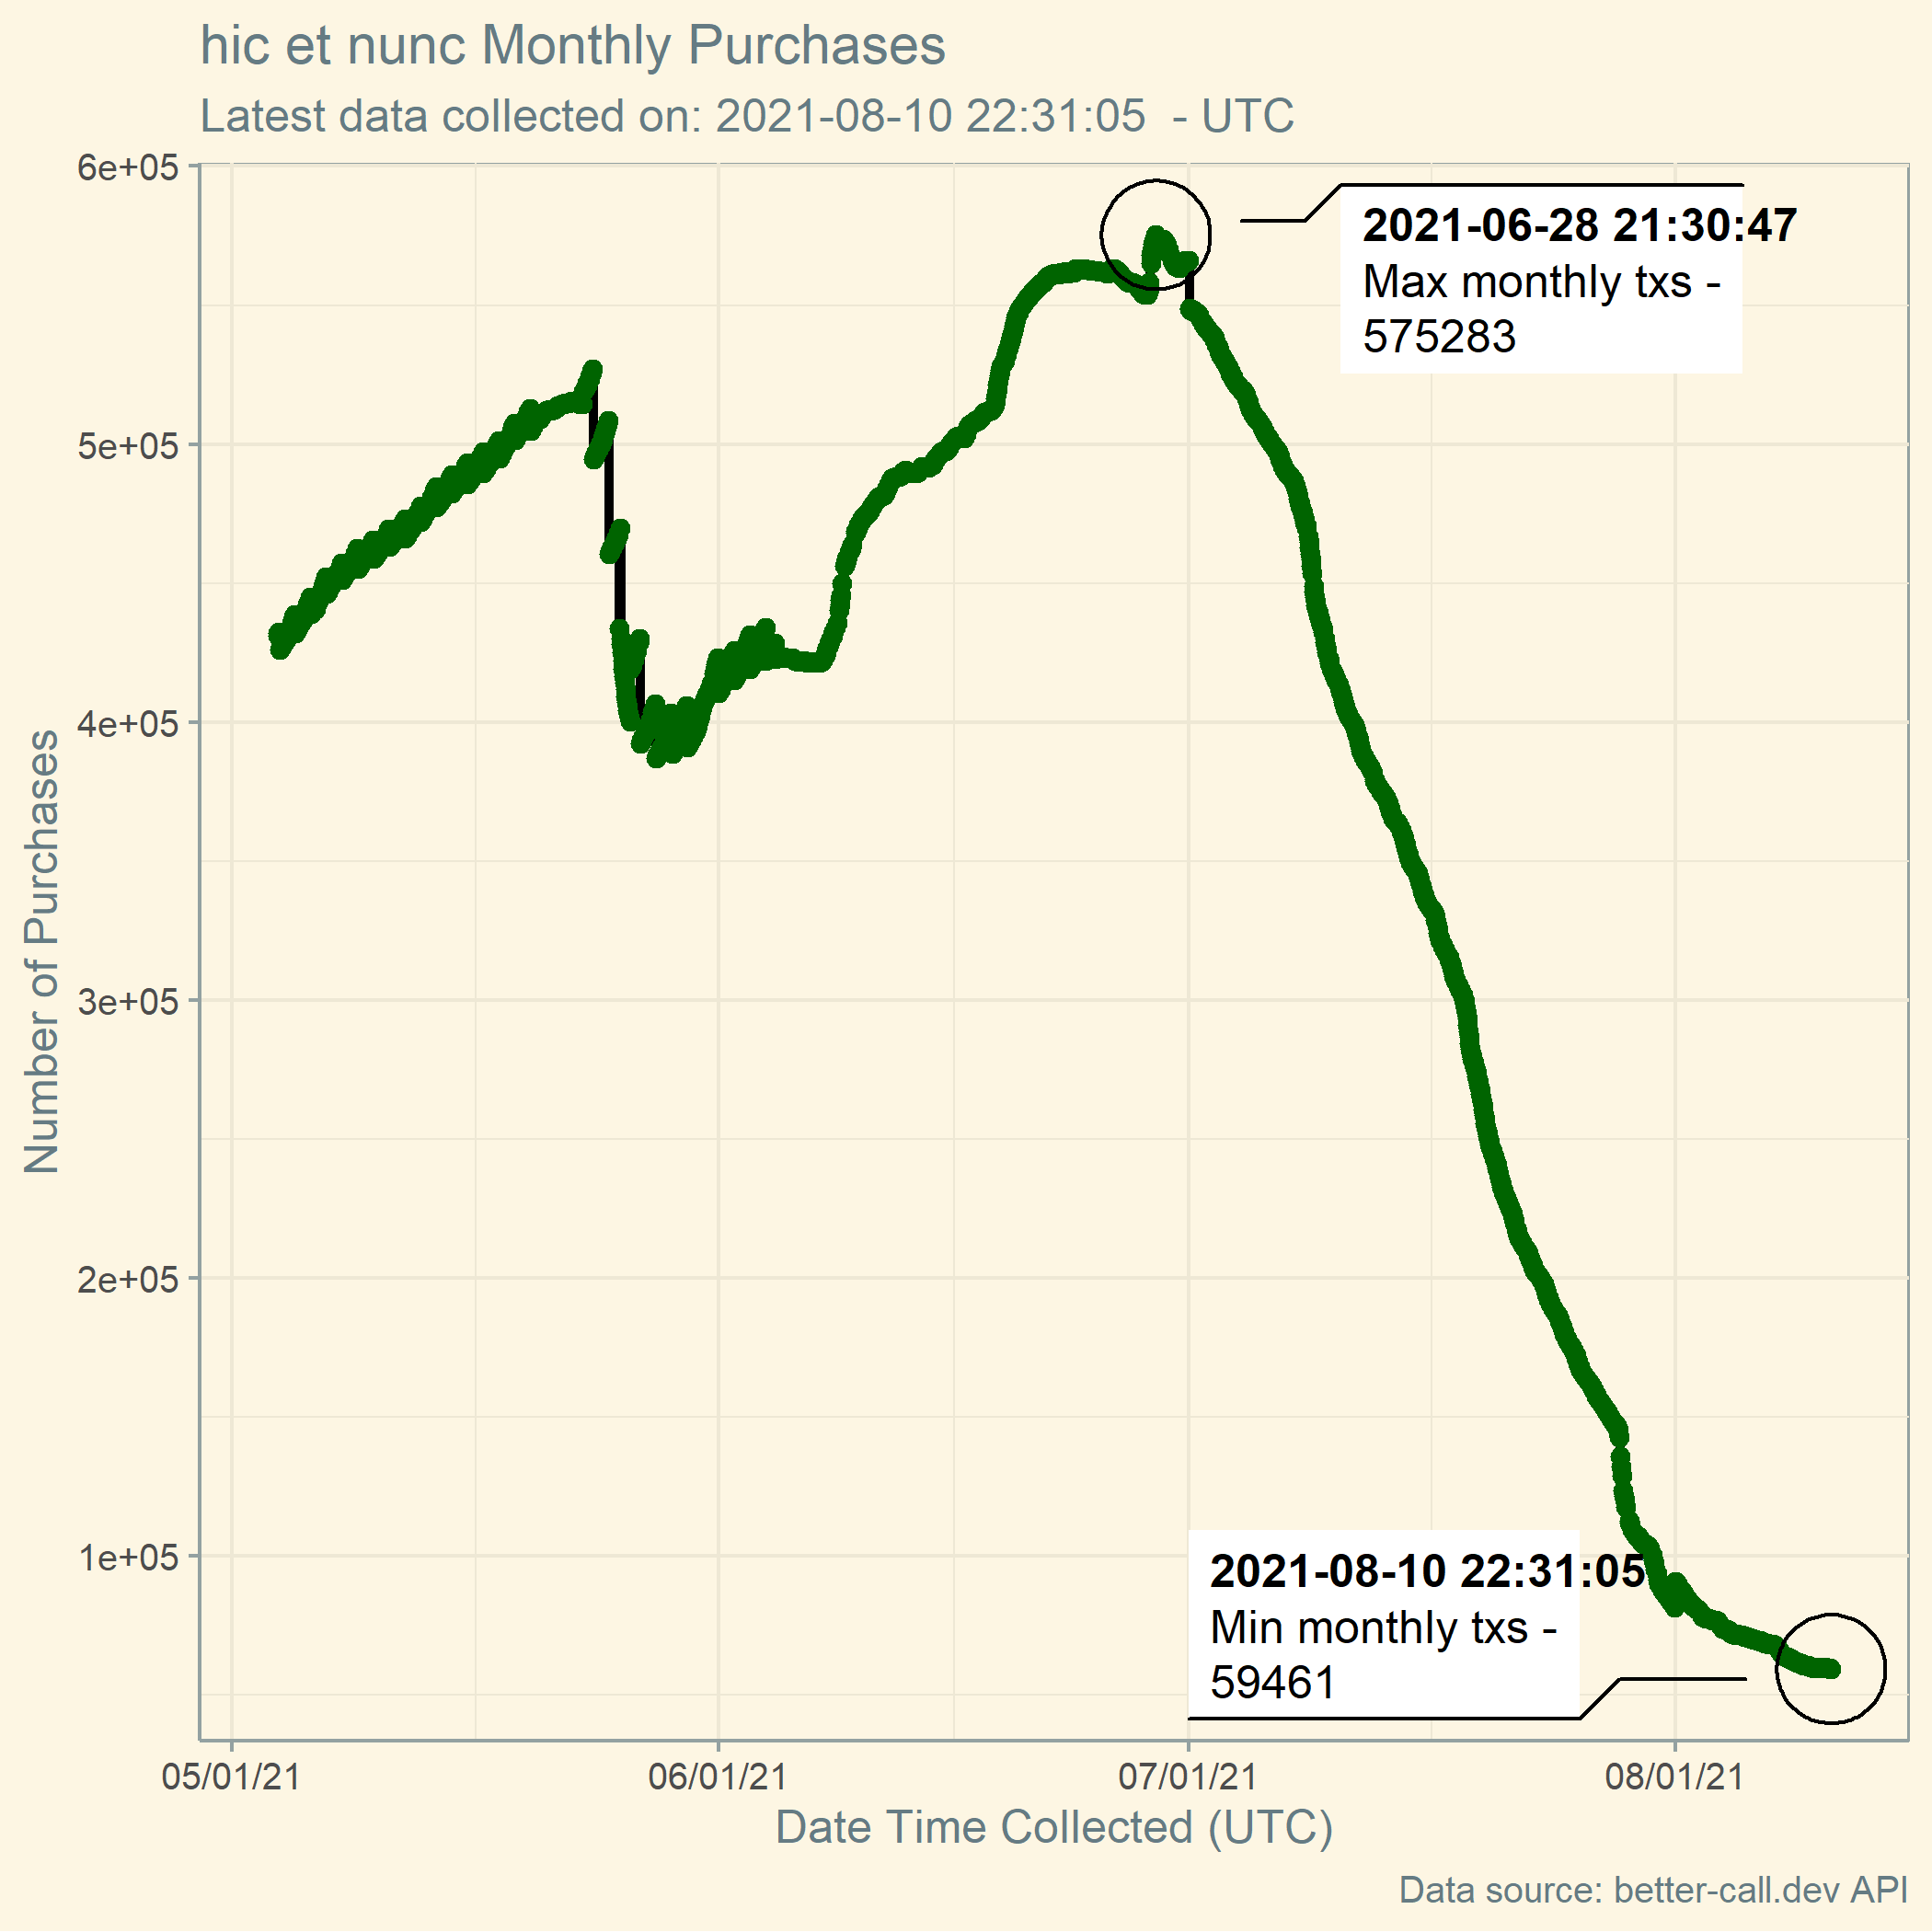 hic et nunc Monthly Purchases
Latest data collected on: 2021-08-10 22:31:05  - UTC
6e+05
5e+05
4e+05
3e+05
2e+05
1e+05
Number of Purchases
2021-06-28 21:30:47
Max monthly txs -
575283
2021-08-10 22:31:05
Min monthly txs -
59461
05/01/21
06/01/21
07/01/21
08/01/21
Date Time Collected (UTC)
Data source: better-call.dev API